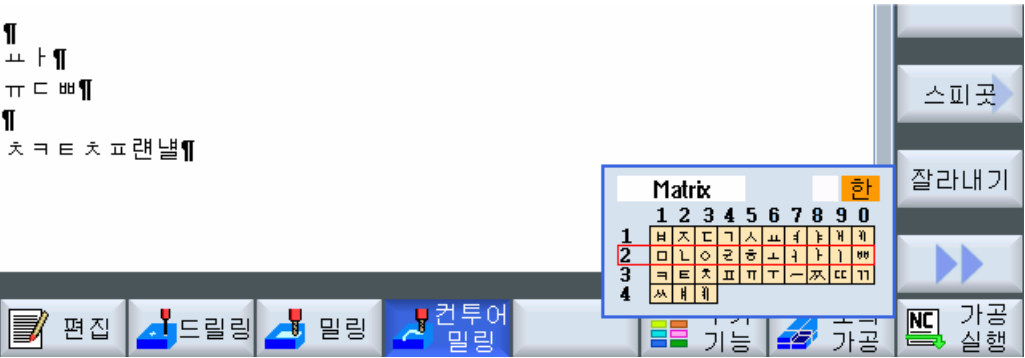 ¶
ㅛㅏ¶
ㅠㄷㅃ¶
¶
ㅊㅋㅌㅊㅍ랜낼¶
스피곳
잘라내기
Matrix 한
1 2 3 4 5 6 7 8 9 0
1 ㅂ ㅈ ㄷ ㄱ ㅅ ㅛ ㅕ ㅑ ㅐ ㅔ
2 ㅁ ㄴ ㅇ ㄹ ㅎ ㅗ ㅓ ㅏ ㅣ ㅃ
3 ㅋ ㅌ ㅊ ㅍ ㅠ ㅜ ㅡ ㅉ ㄸ ㄲ
4 ㅆ ㅒ ㅖ
편집 드릴링 밀링 컨투어
밀링
기능
가공
NC 가공
실행